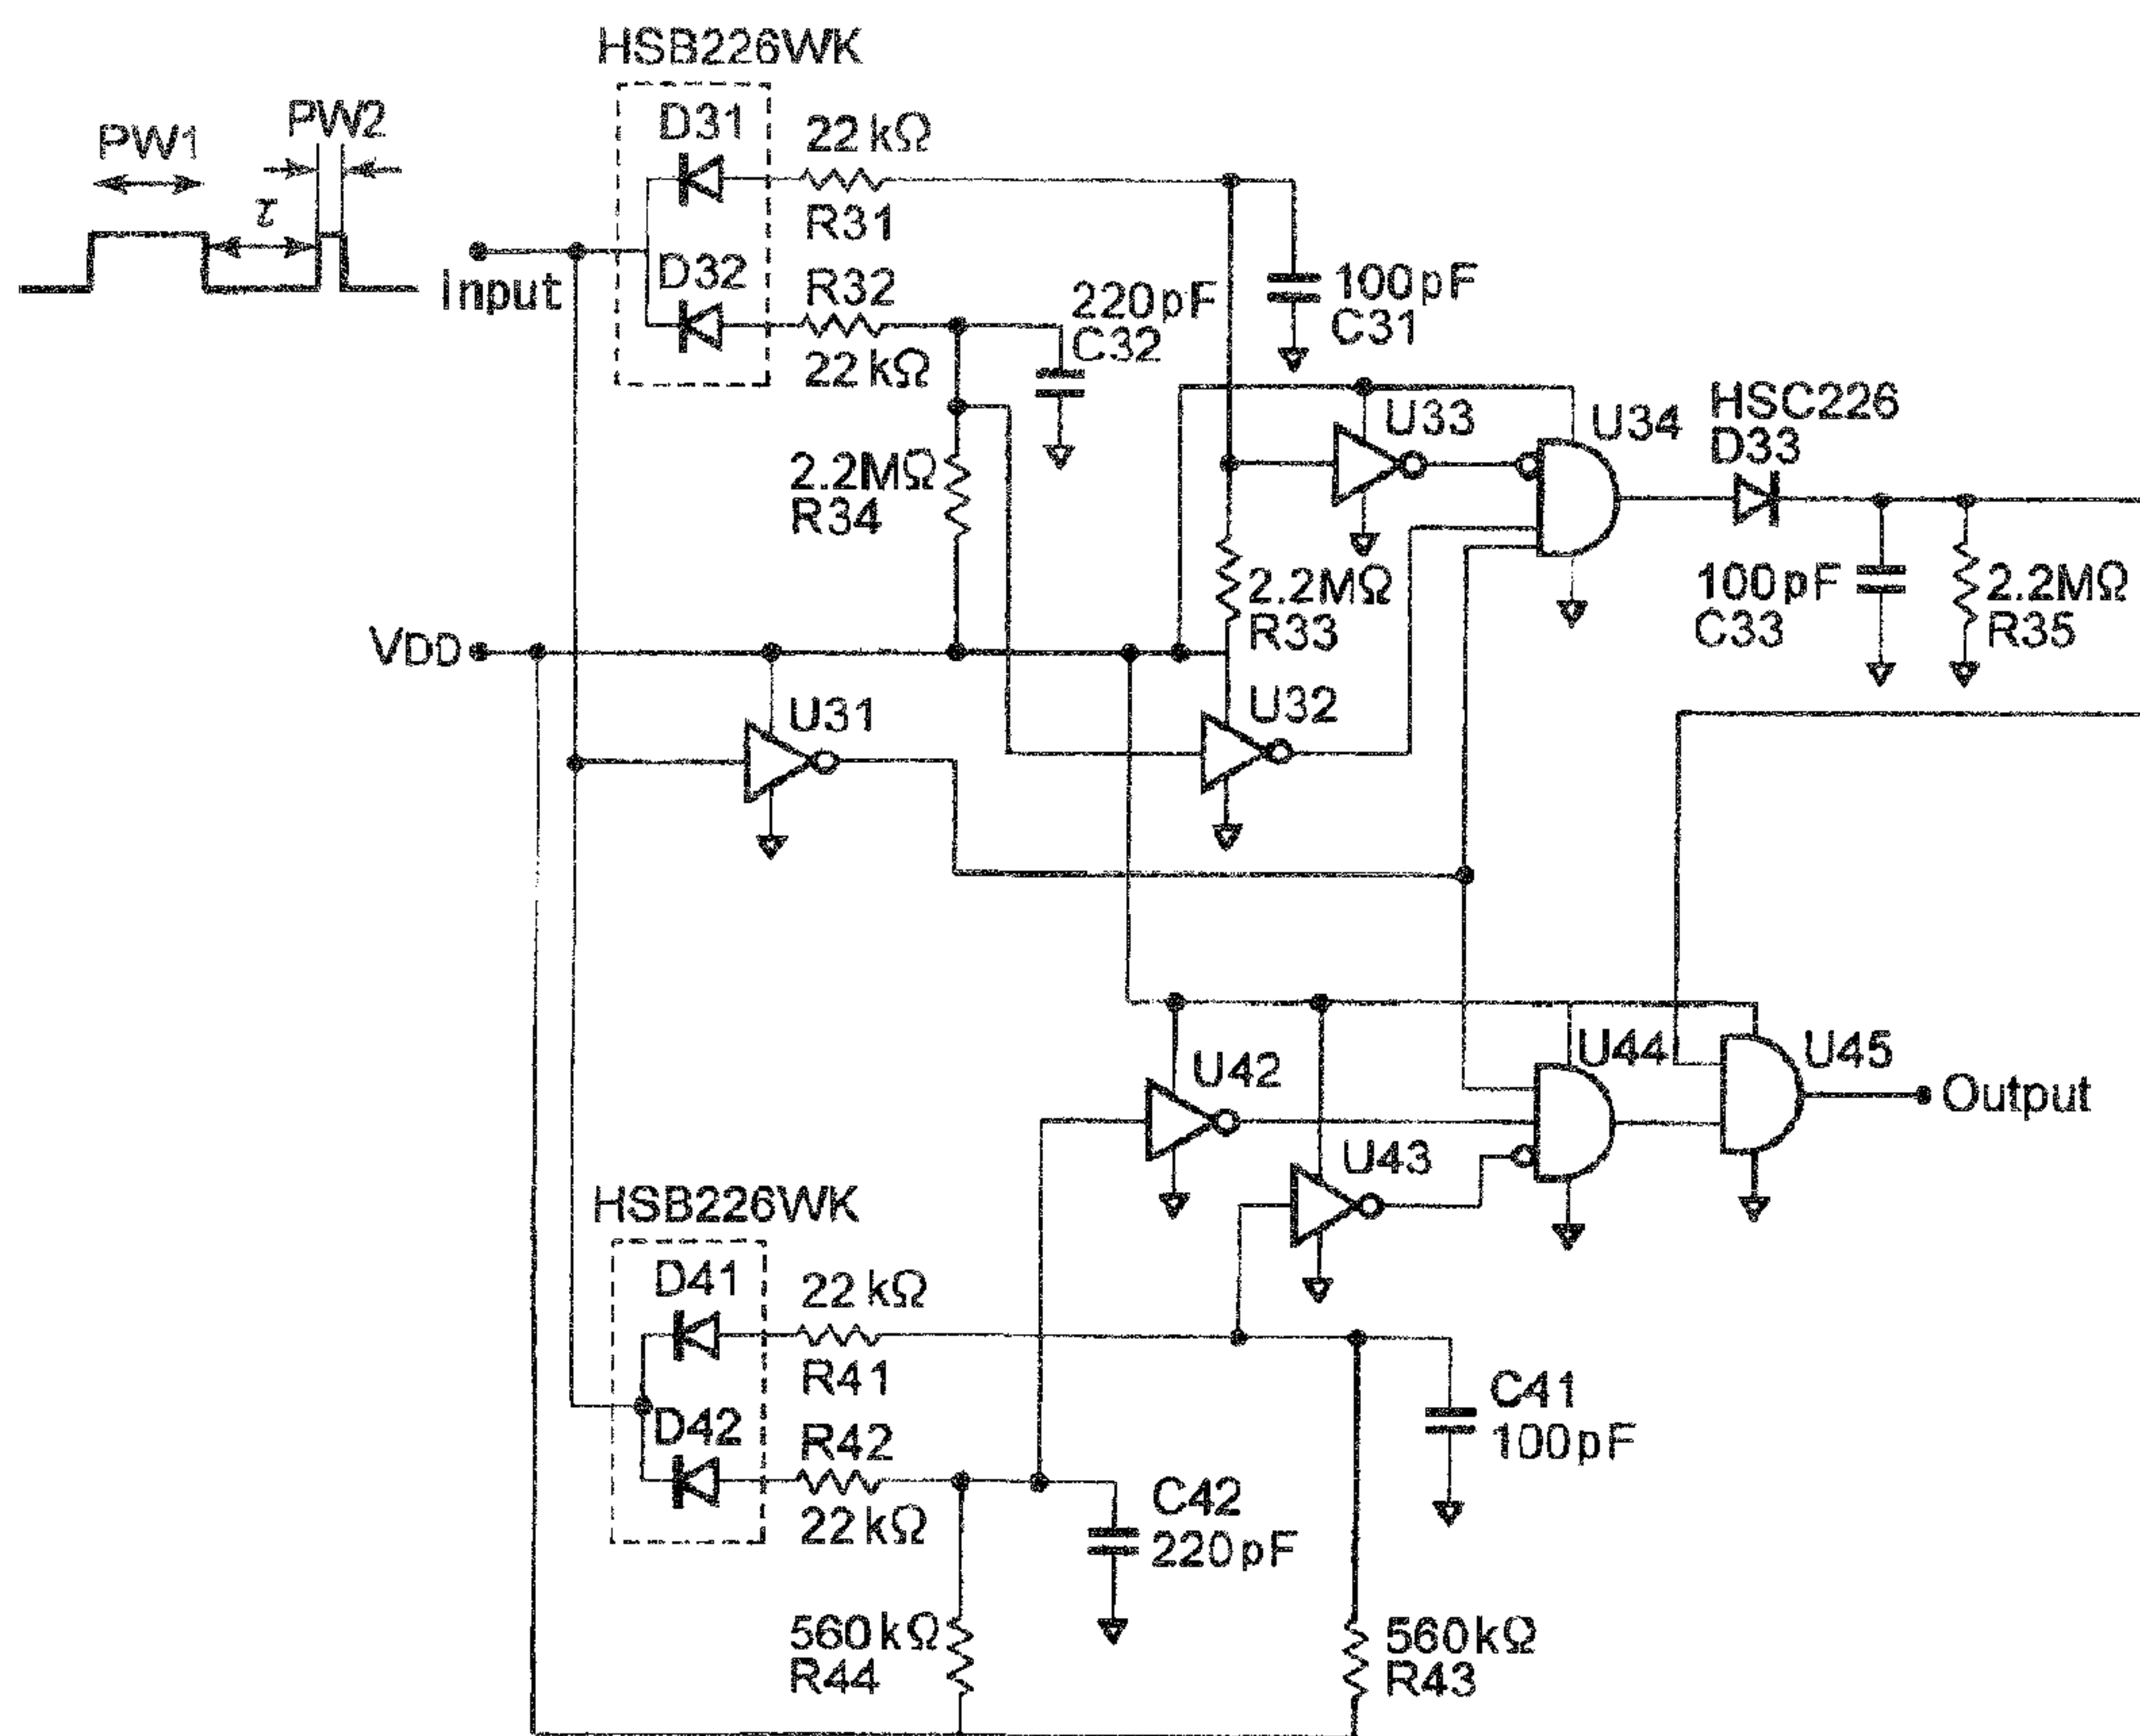 HSB226WK
PW1
PW2
τ
Input
D31
22 kΩ
R31
D32
R32
22 kΩ
220pF
C32
100pF
C31
2.2MΩ
R34
U33
U34
HSC226
D33
2.2MΩ
R33
100pF
C33
2.2MΩ
R35
VDD
U31
U32
U42
U43
U44
U45
Output
HSB226WK
D41
22 kΩ
R41
D42
R42
22 kΩ
C41
100pF
C42
220pF
560kΩ
R44
560kΩ
R43